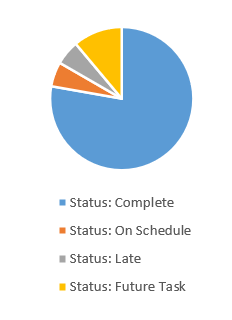 Status: Complete
Status: On Schedule
Status: Late
Status: Future Task